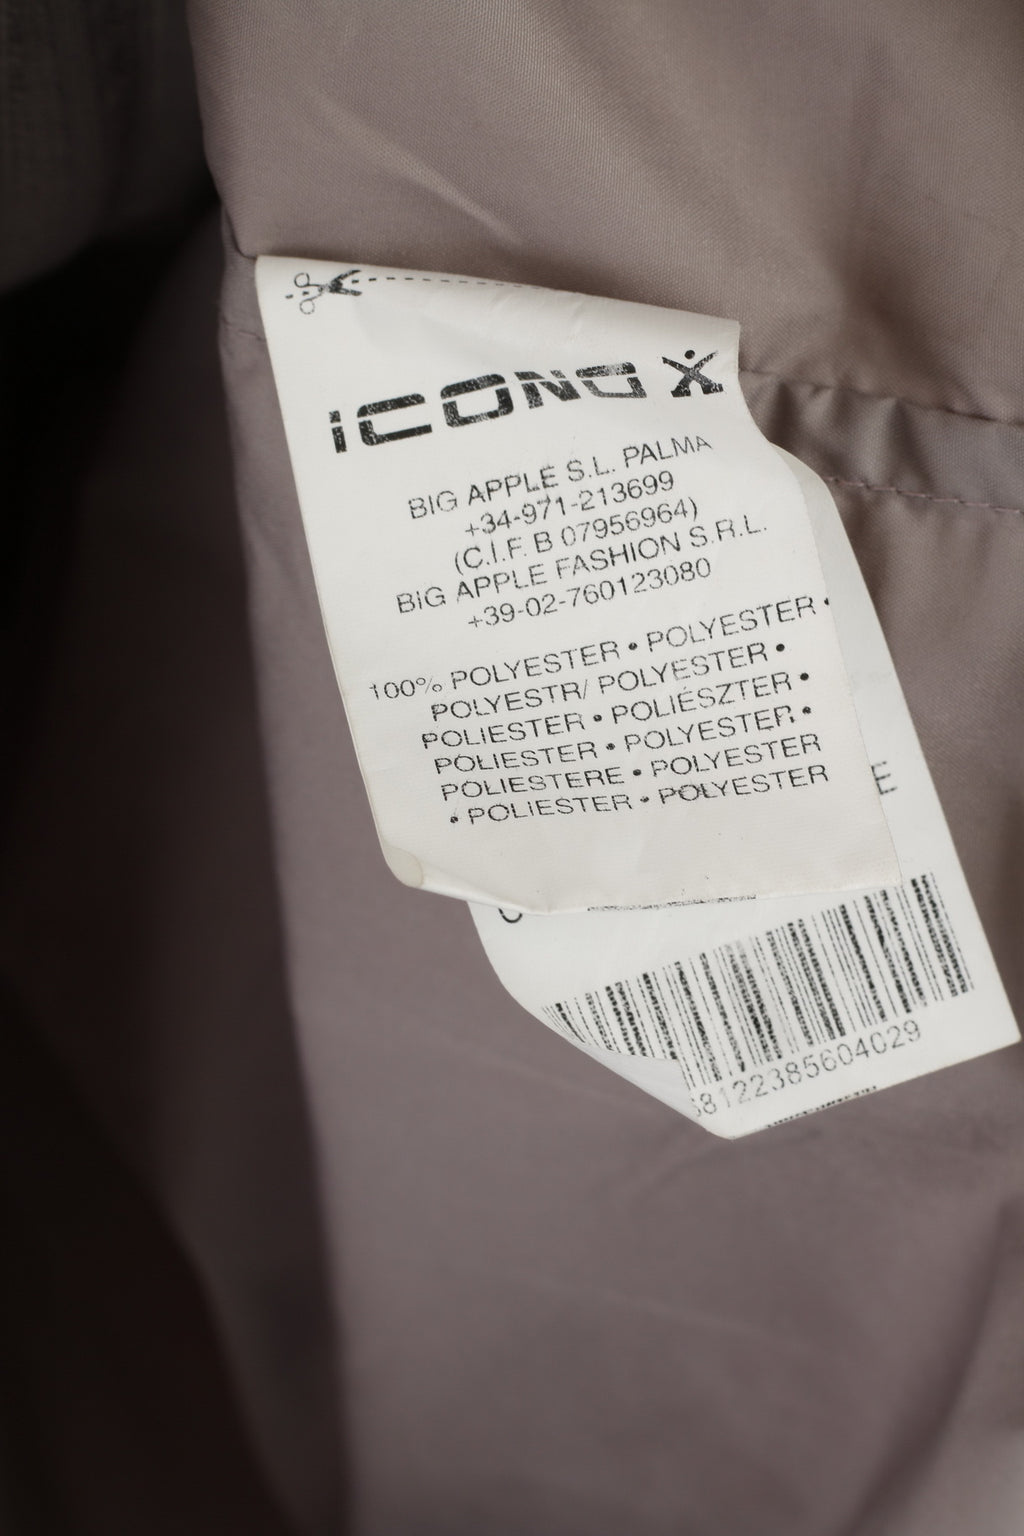 iCONO X
BIG APPLE S.L. PALMA
+34-971-213699
(C.I.F. B 07956964)
BIG APPLE FASHION S.R.L.
+39-02-760123080
100% POLYESTER • POLYESTER •
POLYESTR/ POLYESTER •
POLIESTER • POLIÉSZTER •
POLIESTER • POLYESTER •
POLIESTERE • POLYESTER
• POLIESTER • POLYESTER
E
8122385604029